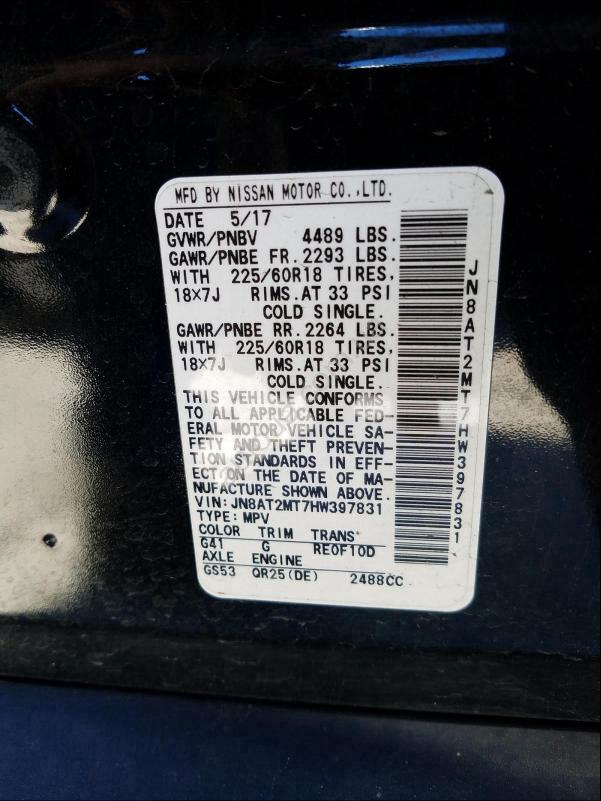 MFD BY NISSAN MOTOR CO.,LTD.
DATE 5/17
GVWR/PNBV 4489 LBS.
GAWR/PNBE FR. 2293 LBS.
WITH 225/60R18 TIRES,
18X7J RIMS.AT 33 PSI
COLD SINGLE.
GAWR/PNBE RR. 2264 LBS.
WITH 225/60R18 TIRES,
18X7J RIMS.AT 33 PSI
COLD SINGLE.
THIS VEHICLE CONFORMS
TO ALL APPLICABLE FED-
ERAL MOTOR VEHICLE SA-
FETY AND THEFT PREVEN-
TION STANDARDS IN EFF-
ECT ON THE DATE OF MA-
NUFACTURE SHOWN ABOVE.
VIN: JN8AT2MT7HW397831
TYPE: MPV
COLOR TRIM TRANS
G41 G RE0F10D
AXLE ENGINE
GS53 QR25(DE) 2488CC
JN8AT2MT7HW397831